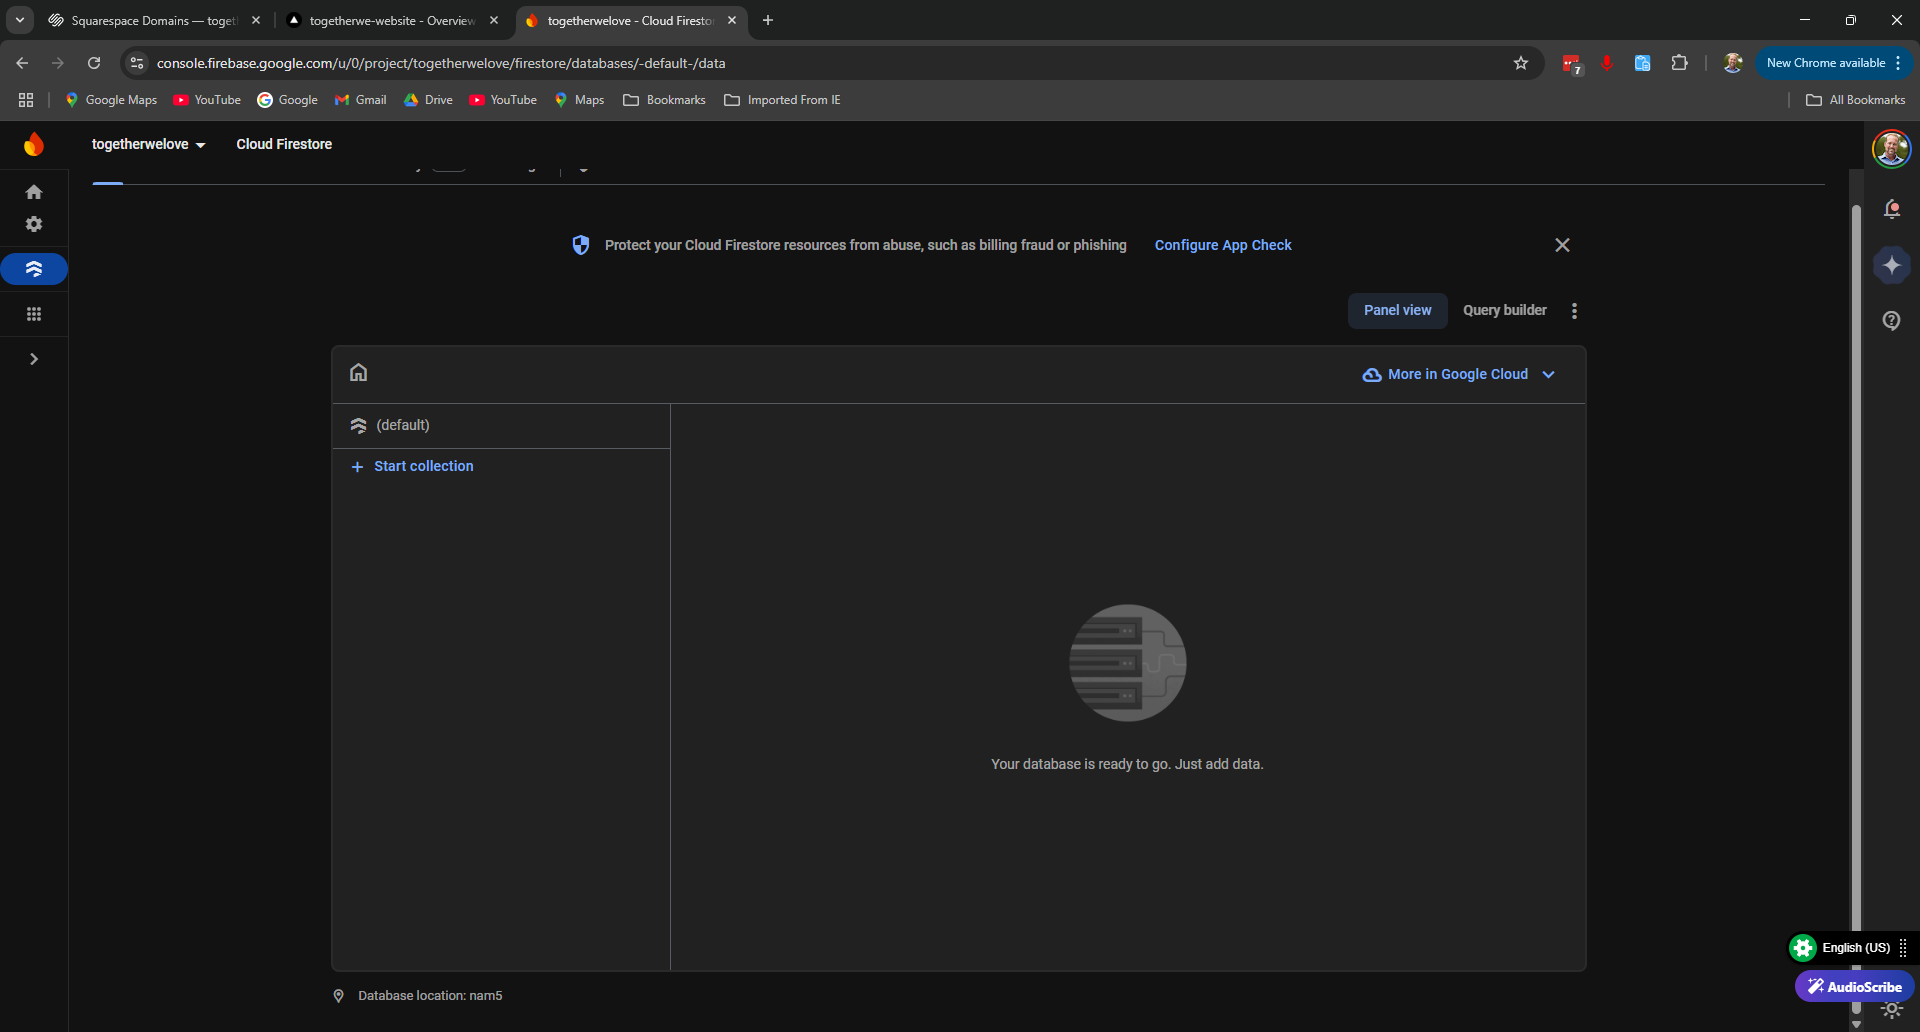 Squarespace Domains — toget
togetherwe-website - Overview
togetherwelove - Cloud Firesto
console.firebase.google.com/u/0/project/togetherwelove/firestore/databases/-default-/data
7
New Chrome available
Google Maps
YouTube
Google
Gmail
Drive
YouTube
Maps
Bookmarks
Imported From IE
All Bookmarks
togetherwelove
Cloud Firestore
Protect your Cloud Firestore resources from abuse, such as billing fraud or phishing
Configure App Check
Panel view
Query builder
More in Google Cloud
(default)
+ Start collection
Your database is ready to go. Just add data.
English (US)
AudioScribe
Database location: nam5